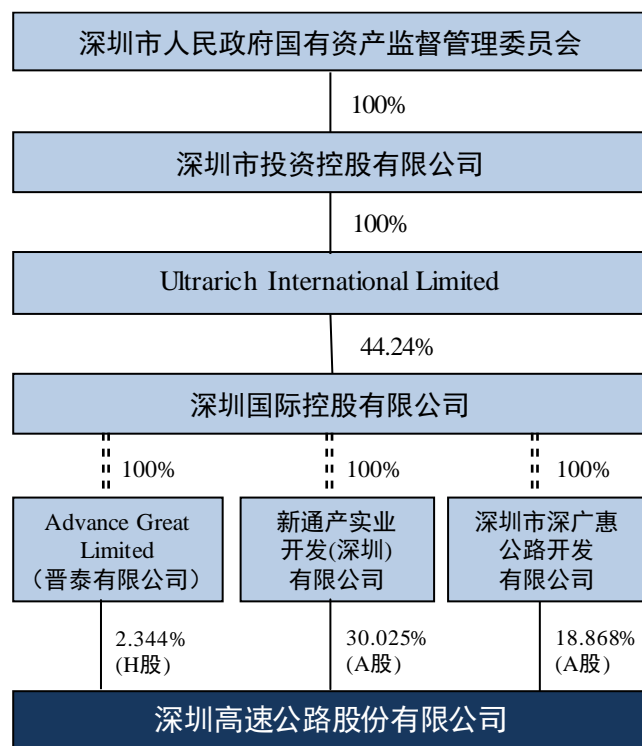 深圳市人民政府国有资产监督管理委员会
100%
深圳市投资控股有限公司
100%
Ultrarich International Limited
44.24%
深圳国际控股有限公司
100%
100%
100%
Advance Great
Limited
（晋泰有限公司）
新通产实业
开发(深圳)
有限公司
深圳市深广惠
公路开发
有限公司
2.344%
(H股)
30.025%
(A股)
18.868%
(A股)
深圳高速公路股份有限公司